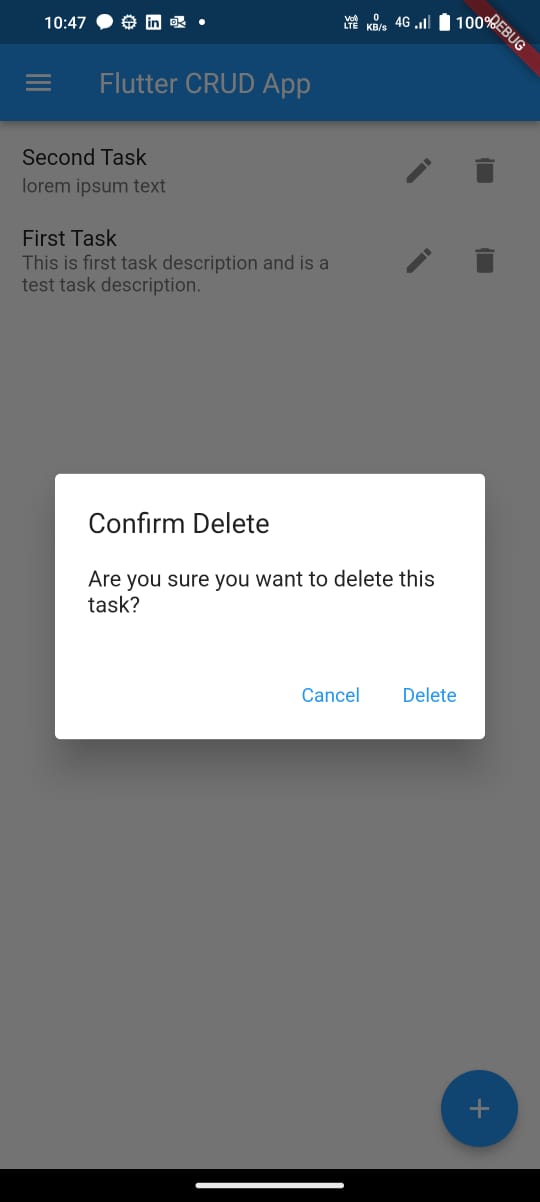 10:47
Vo) LTE
0 KB/s
4G
100%
DEBUG
Flutter CRUD App
Second Task
lorem ipsum text
First Task
This is first task description and is a
test task description.
Confirm Delete
Are you sure you want to delete this
task?
Cancel Delete